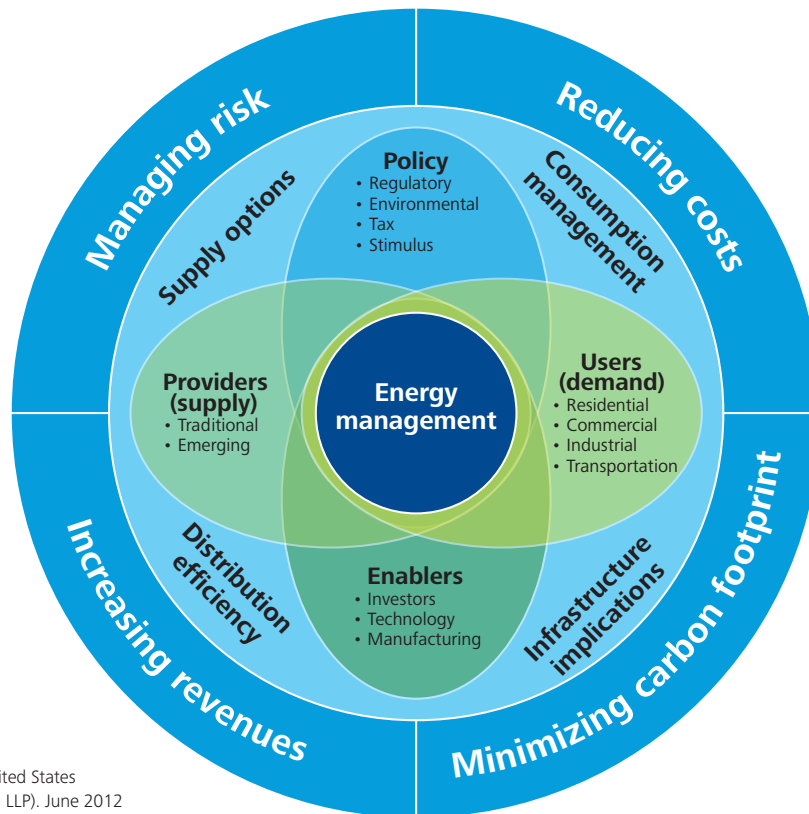 Managing risk
Reducing costs
Supply options
Policy
• Regulatory
• Environmental
• Tax
• Stimulus
Consumption
management
Providers
(supply)
• Traditional
• Emerging
Energy
management
Users
(demand)
• Residential
• Commercial
• Industrial
• Transportation
Distribution
efficiency
Enablers
• Investors
• Technology
• Manufacturing
Infrastructure
implications
Increasing revenues
Minimizing carbon footprint
ited States
LLP). June 2012